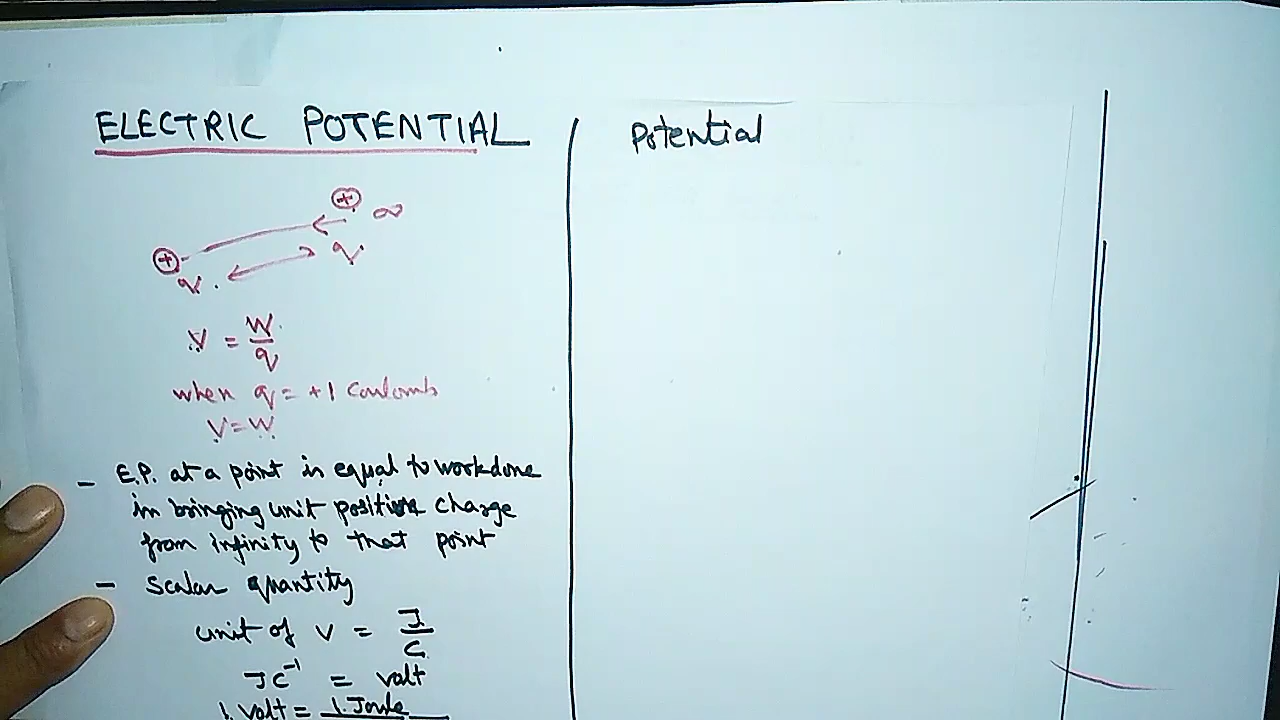 ELECTRIC POTENTIAL
+
∞
+
q
q
V = W/q
when q = +1 Coulomb
V = W
- E.P. at a point is equal to workdone
in bringing unit positive charge
from infinity to that point
- Scalar quantity
unit of V = J/C
JC⁻¹ = volt
1 Volt = 1 Joule
Potential